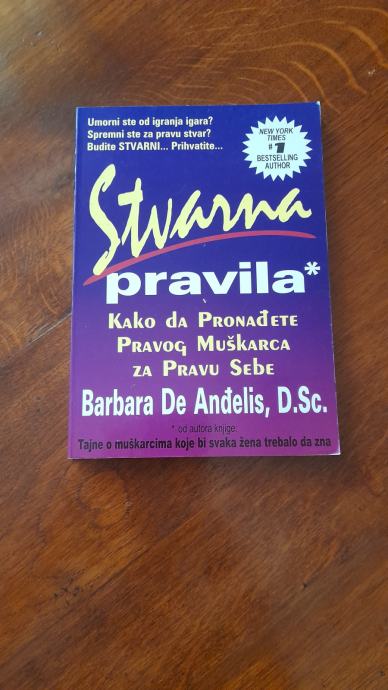 Umorni ste od igranja igara?
Spremni ste za pravu stvar?
Budite STVARNI... Prihvatite...
NEW YORK
TIMES
#1
BESTSELLING
AUTHOR
Stvarna
pravila*
Kako da Pronađete
Pravog Muškarca
za Pravu Sebe
Barbara De Anđelis, D.Sc.
* od autora knjige:
Tajne o muškarcima koje bi svaka žena trebalo da zna